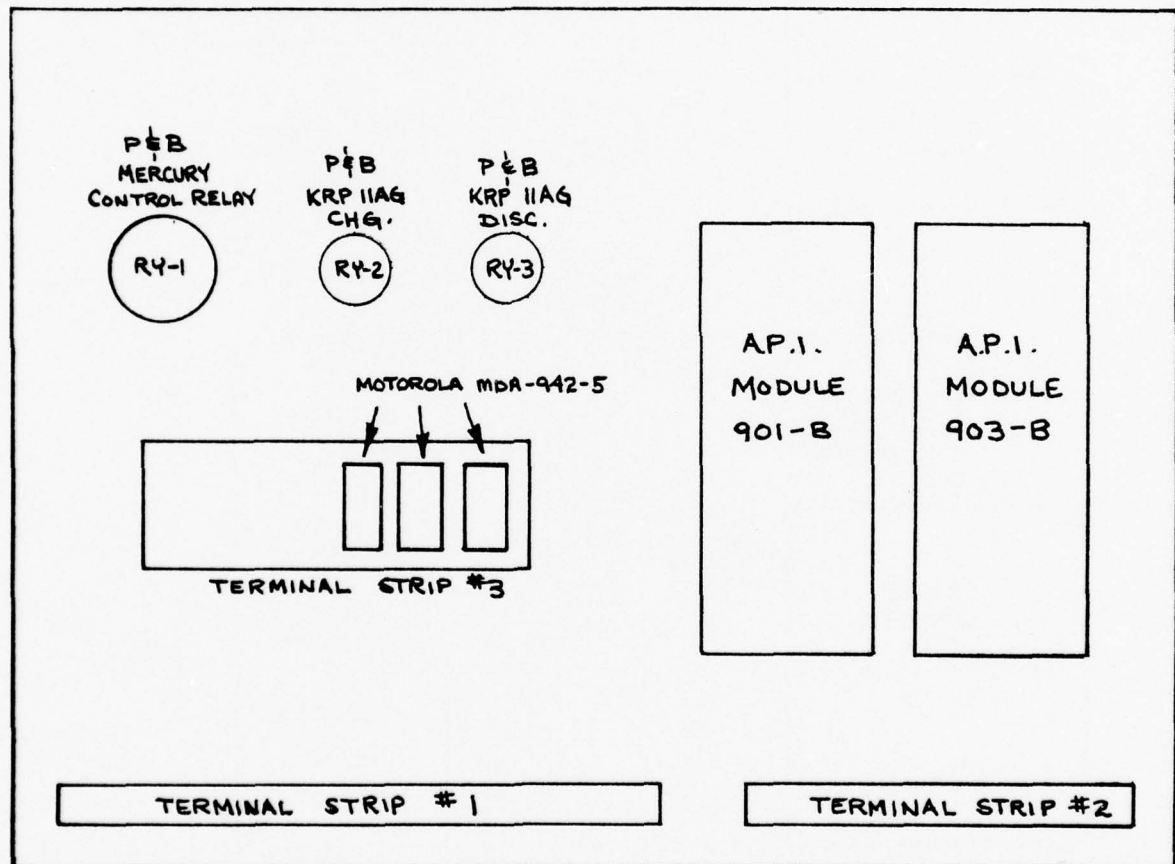 P&B
MERCURY
CONTROL RELAY
RY-1
P&B
KRP 11AG
CHG.
RY-2
P&B
KRP 11AG
DISC.
RY-3
MOTOROLA MDA-942-5
TERMINAL STRIP #3
A.P.I.
MODULE
901-B
A.P.I.
MODULE
903-B
TERMINAL STRIP # 1
TERMINAL STRIP #2